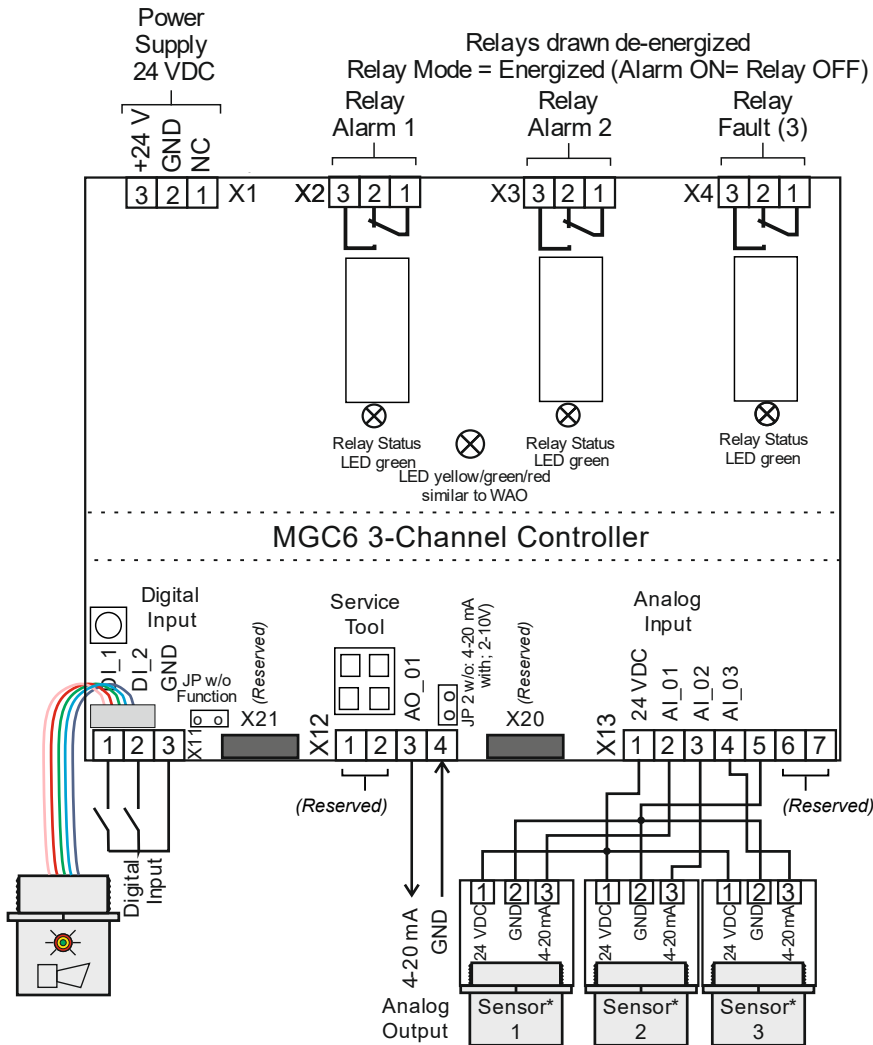 Power
Supply
24 VDC
Relays drawn de-energized
Relay Mode = Energized (Alarm ON= Relay OFF)
Relay
Alarm 1
Relay
Alarm 2
Relay
Fault (3)
+24 V
GND
NC
3 2 1 X1
X2 3 2 1
X3 3 2 1
X4 3 2 1
Relay Status
LED green
LED yellow/green/red
similar to WAO
Relay Status
LED green
Relay Status
LED green
MGC6 3-Channel Controller
Digital
Input
DI_1
DI_2
GND
JP w/o
Function
X11
(Reserved)
X21
Service
Tool
X12
AO_01
JP 2 w/o: 4-20 mA
with; 2-10V)
(Reserved)
X20
Analog
Input
X13
24 VDC
AI_01
AI_02
AI_03
1 2 3
1 2 3 4
1 2 3 4 5 6 7
(Reserved)
(Reserved)
Digital
Input
4-20 mA
GND
Analog
Output
1 2 3
24 VDC
GND
4-20 mA
Sensor*
1
1 2 3
24 VDC
GND
4-20 mA
Sensor*
2
1 2 3
24 VDC
GND
4-20 mA
Sensor*
3